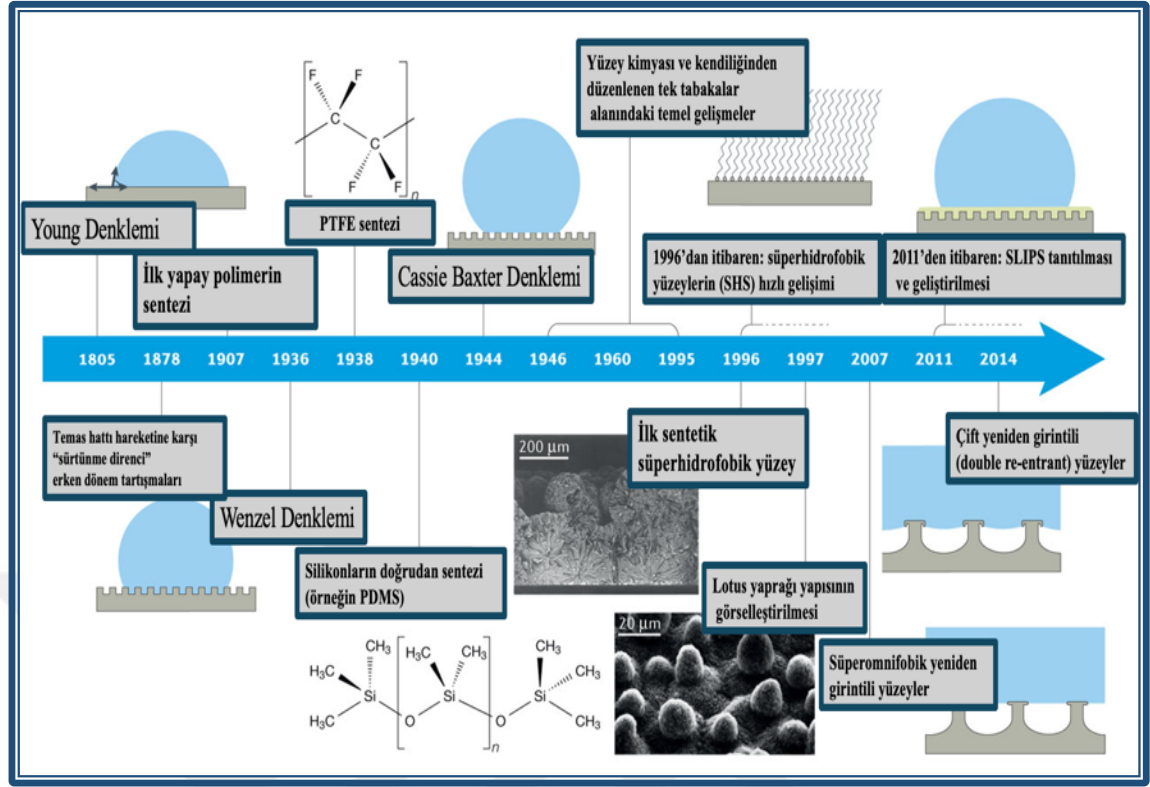 Yüzey kimyası ve kendiliğinden
düzenlenen tek tabakalar
alanındaki temel gelişmeler
F
F
C
C
F
F
n
Young Denklemi
PTFE sentezi
İlk yapay polimerin
sentezi
Cassie Baxter Denklemi
1996’dan itibaren: süperhidrofobik
yüzeylerin (SHS) hızlı gelişimi
2011’den itibaren: SLIPS tanıtılması
ve geliştirilmesi
1805
1878
1907
1936
1938
1940
1944
1946
1960
1995
1996
1997
2007
2011
2014
Temas hattı hareketine karşı
“sürtünme direnci”
erken dönem tartışmaları
Wenzel Denklemi
Silikonların doğrudan sentezi
(örneğin PDMS)
200 µm
İlk sentetik
süperhidrofobik yüzey
Çift yeniden girintili
(double re-entrant) yüzeyler
Lotus yaprağı yapısının
görselleştirilmesi
20 µm
Süperomnifobik yeniden
girintili yüzeyler
CH₃
H₃C
CH₃
CH₃
H₃C
CH₃
Si
Si
Si
CH₃
H₃C
O
O
CH₃
n